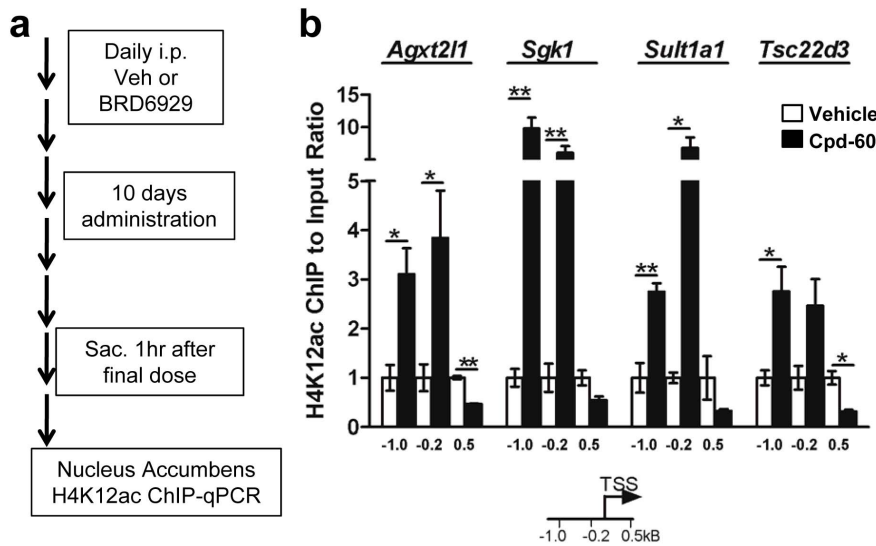 a
Daily i.p.
Veh or
BRD6929
10 days
administration
Sac. 1hr after
final dose
Nucleus Accumbens
H4K12ac ChIP-qPCR
b
Agxt2l1 Sgk1 Sult1a1 Tsc22d3
Vehicle
Cpd-60
H4K12ac ChIP to Input Ratio
15
10
5
4
3
2
1
0
* * ** ** ** ** * * *
-1.0 -0.2 0.5 -1.0 -0.2 0.5 -1.0 -0.2 0.5 -1.0 -0.2 0.5
TSS
-1.0 -0.2 0.5kB